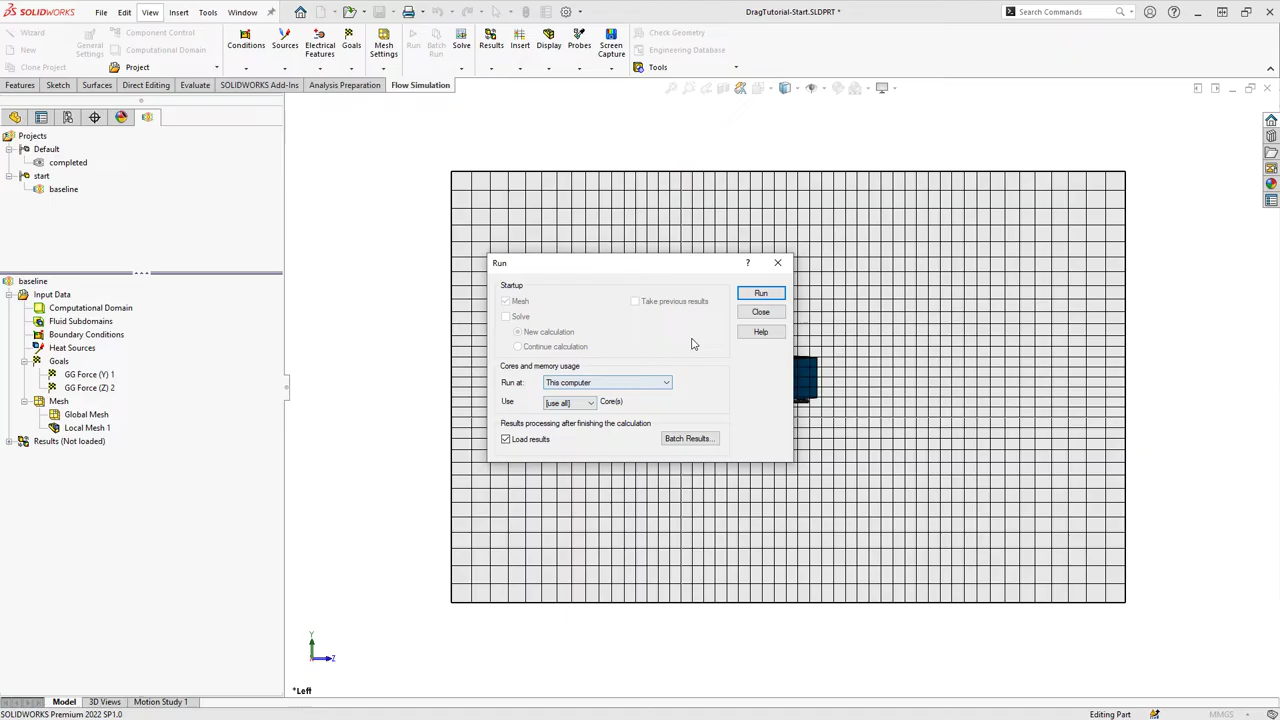 SOLIDWORKS File Edit View Insert Tools Window DragTutorial-Start.SLDPRT * Search Commands
Wizard New Clone Project General Settings Component Control Computational Domain Project Conditions Sources Electrical Features Goals Mesh Settings Run Batch Run Solve Results Insert Display Probes Screen Capture Check Geometry Engineering Database Tools
Features Sketch Surfaces Direct Editing Evaluate SOLIDWORKS Add-Ins Analysis Preparation Flow Simulation
Projects
Default
completed
start
baseline
baseline
Input Data
Computational Domain
Fluid Subdomains
Boundary Conditions
Heat Sources
Goals
GG Force (Y) 1
GG Force (Z) 2
Mesh
Global Mesh
Local Mesh 1
Results (Not loaded)
Run ?
Startup
Mesh Take previous results
Solve
New calculation
Continue calculation
Run
Close
Help
Cores and memory usage
Run at: This computer
Use [use all] Core(s)
Results processing after finishing the calculation
Load results Batch Results...
Y
Z
*Left
Model 3D Views Motion Study 1
SOLIDWORKS Premium 2022 SP1.0 Editing Part MMGS